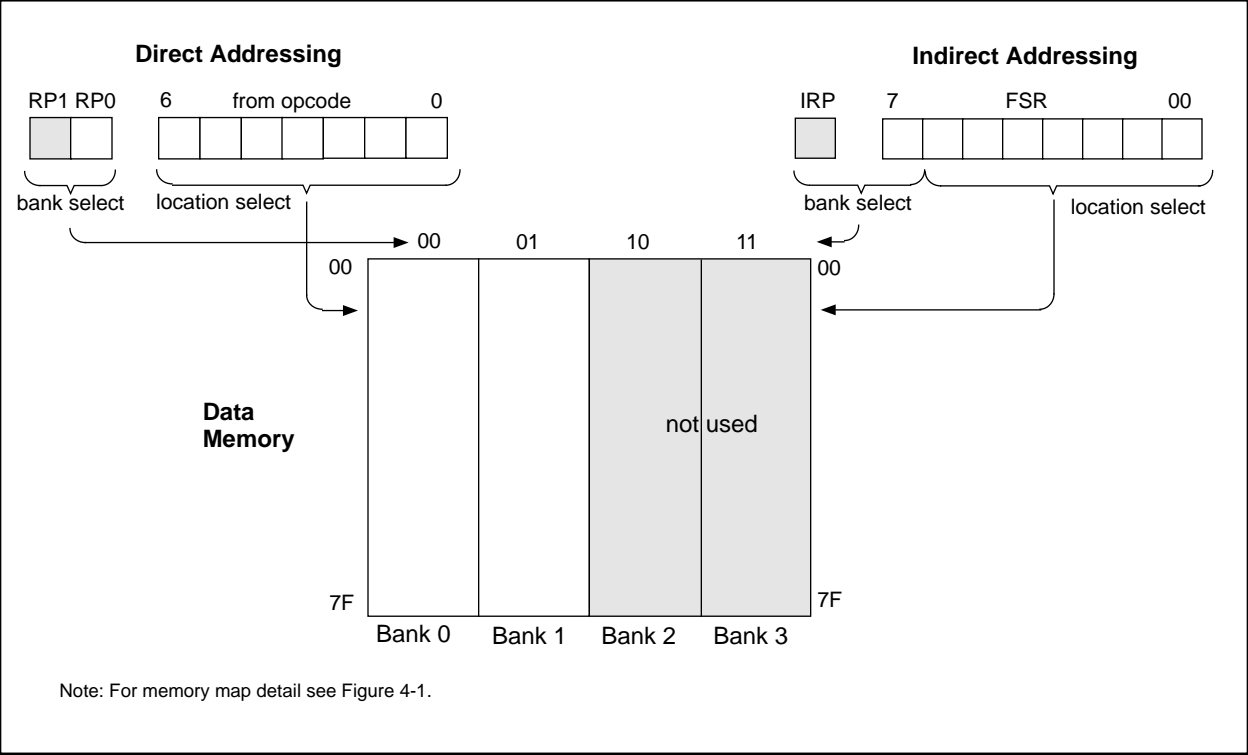 Direct Addressing
Indirect Addressing
RP1 RP0 6 from opcode 0
IRP 7 FSR 00
bank select location select
bank select location select
00 01 10 11
00 00
Data
Memory
not used
7F 7F
Bank 0 Bank 1 Bank 2 Bank 3
Note: For memory map detail see Figure 4-1.